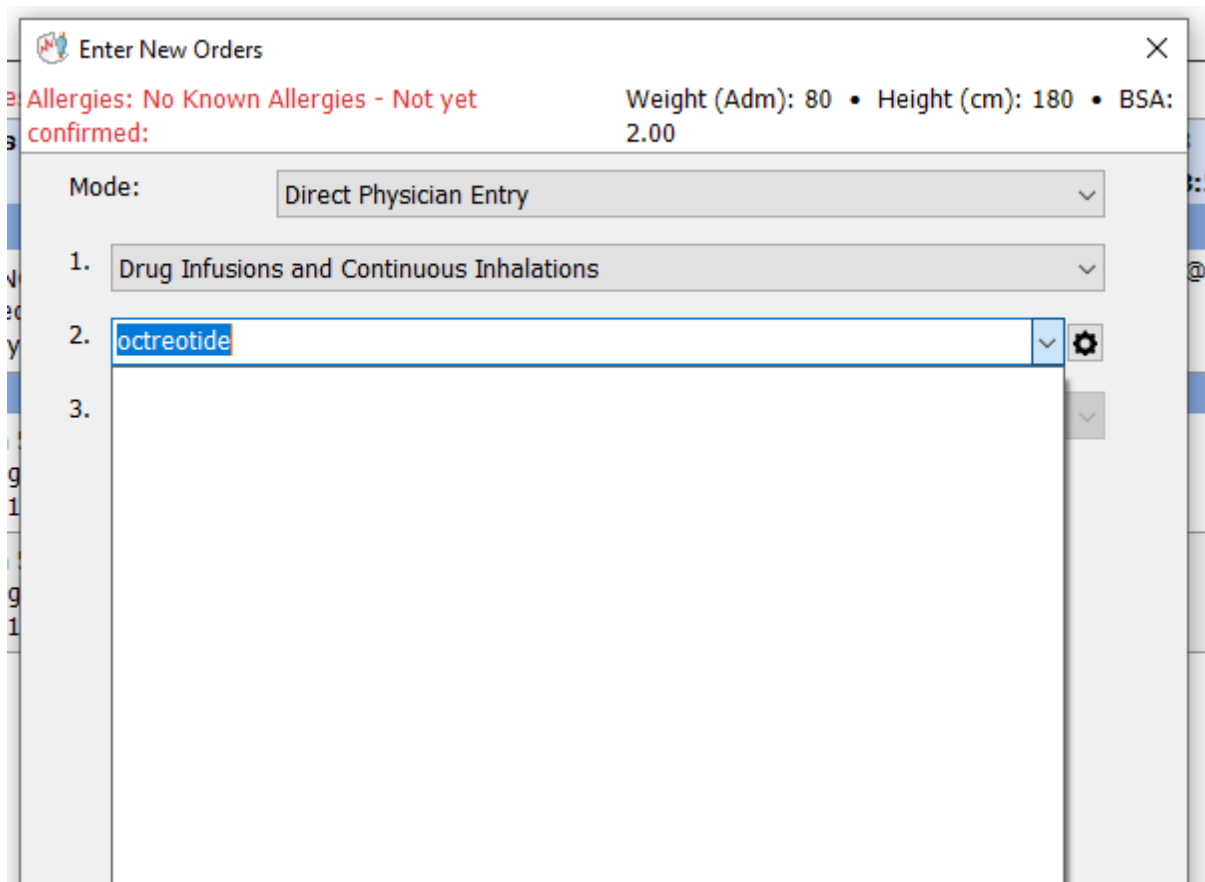 Enter New Orders
Allergies: No Known Allergies - Not yet
confirmed:
Weight (Adm): 80 • Height (cm): 180 • BSA:
2.00
Mode: Direct Physician Entry
1. Drug Infusions and Continuous Inhalations
2. octreotide
3.